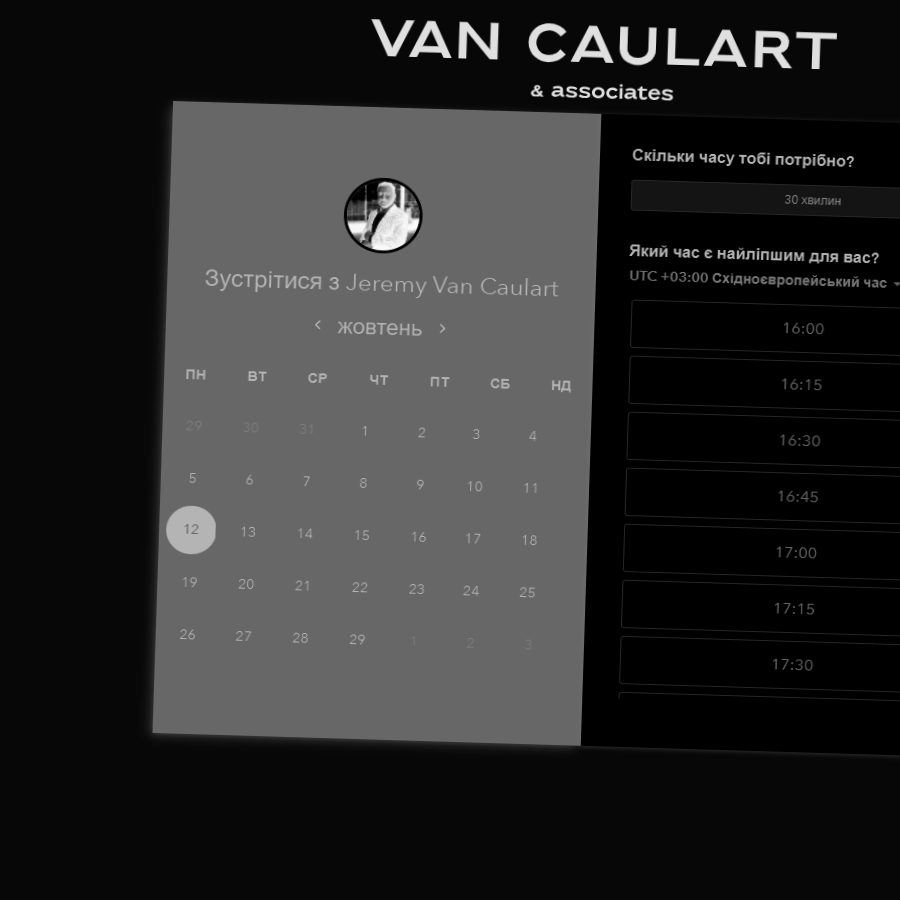 VAN CAULART
& associates
Зустрітися з Jeremy Van Caulart
жовтень
ПН ВТ СР ЧТ ПТ СБ НД
29 30 31 1 2 3 4
5 6 7 8 9 10 11
12 13 14 15 16 17 18
19 20 21 22 23 24 25
26 27 28 29 1 2 3
Скільки часу тобі потрібно?
30 хвилин
Який час є найліпшим для вас?
UTC +03:00 Східноєвропейський час
16:00
16:15
16:30
16:45
17:00
17:15
17:30